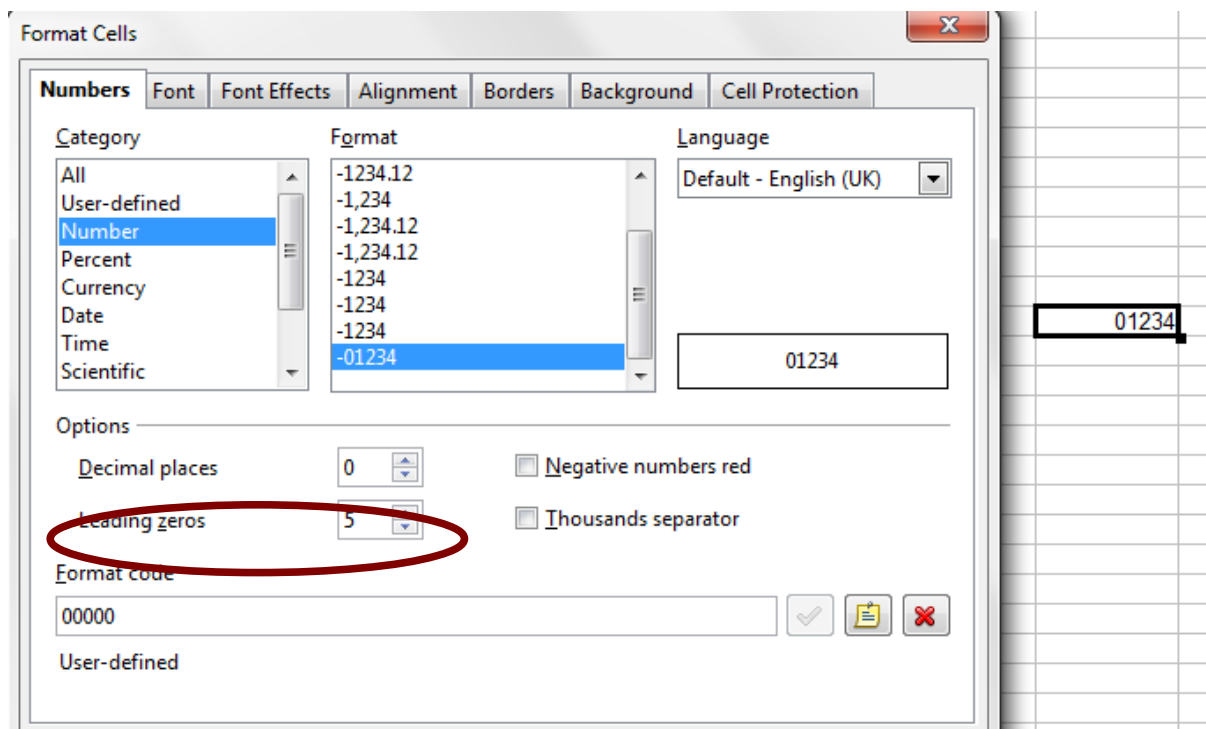 Format Cells
Numbers Font Font Effects Alignment Borders Background Cell Protection
Category Format Language
All
User-defined
Number
Percent
Currency
Date
Time
Scientific
-1234.12
-1,234
-1,234.12
-1,234.12
-1234
-1234
-1234
-01234
Default - English (UK)
01234
01234
Options
Decimal places 0 Negative numbers red
Leading zeros 5 Thousands separator
Format code
00000
User-defined